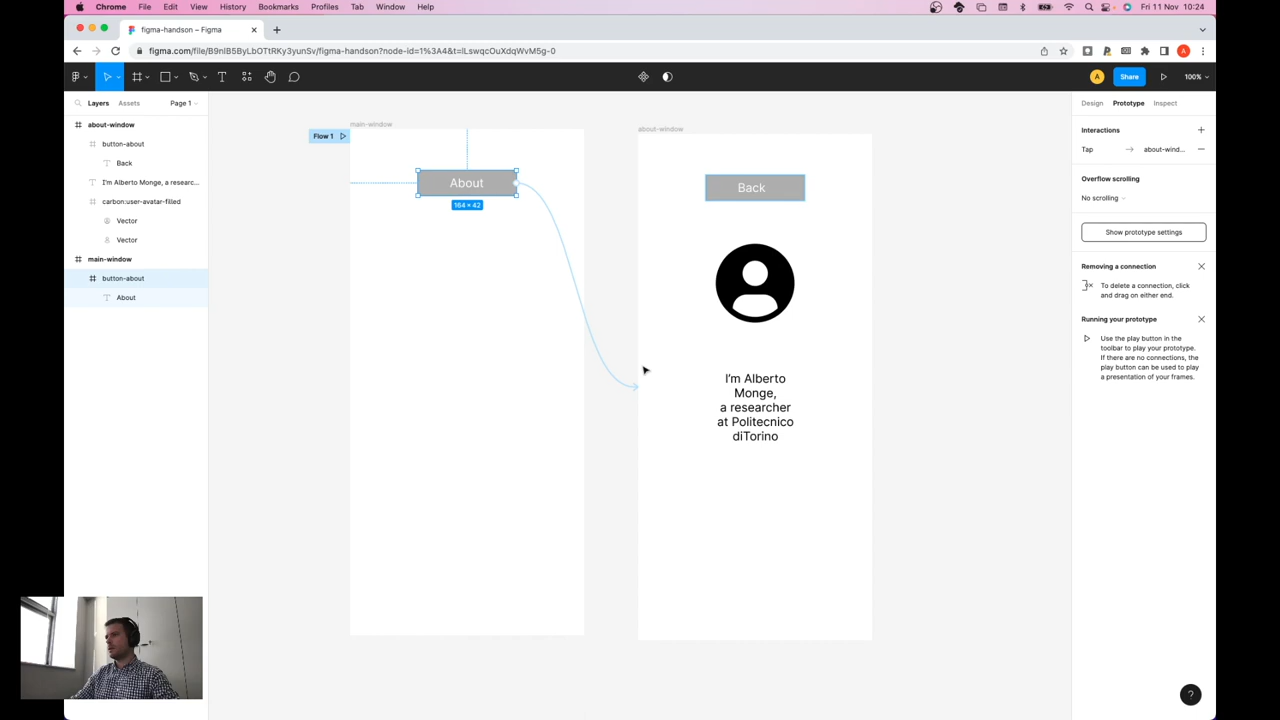 Chrome File Edit View History Bookmarks Profiles Tab Window Help Fri 11 Nov 10:24
figma-handson – Figma
figma.com/file/B9nIB5ByLbOTtRKy3yunSv/figma-handson?node-id=1%3A4&t=lLswqcOuXdqWvM5g-0
A
A Share 100%
Layers Assets Page 1
Design Prototype Inspect
about-window
button-about
Back
I'm Alberto Monge, a researc...
carbon:user-avatar-filled
Vector
Vector
main-window
button-about
About
main-window
Flow 1
About
164 × 42
about-window
Back
I'm Alberto
Monge,
a researcher
at Politecnico
diTorino
Interactions
Tap about-wind...
Overflow scrolling
No scrolling
Show prototype settings
Removing a connection
To delete a connection, click
and drag on either end.
Running your prototype
Use the play button in the
toolbar to play your prototype.
If there are no connections, the
play button can be used to play
a presentation of your frames.
?